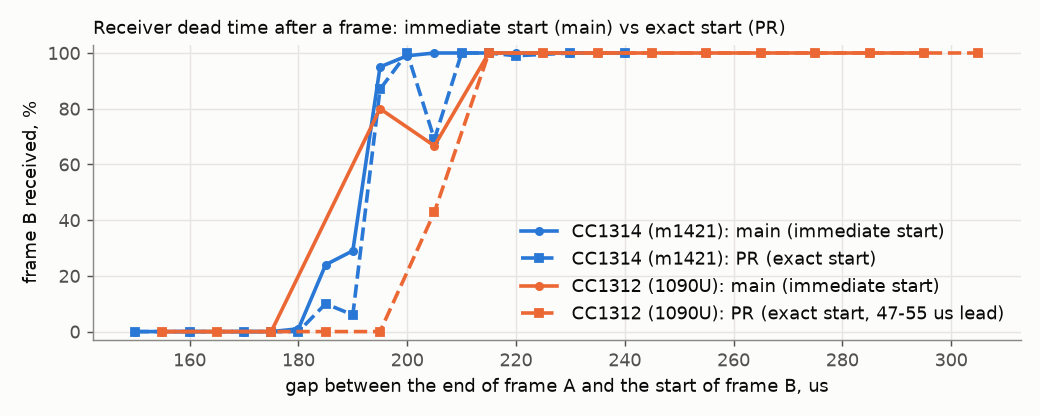 Receiver dead time after a frame: immediate start (main) vs exact start (PR)
frame B received, %
100
80
60
40
20
0
CC1314 (m1421): main (immediate start)
CC1314 (m1421): PR (exact start)
CC1312 (1090U): main (immediate start)
CC1312 (1090U): PR (exact start, 47-55 us lead)
160 180 200 220 240 260 280 300
gap between the end of frame A and the start of frame B, us